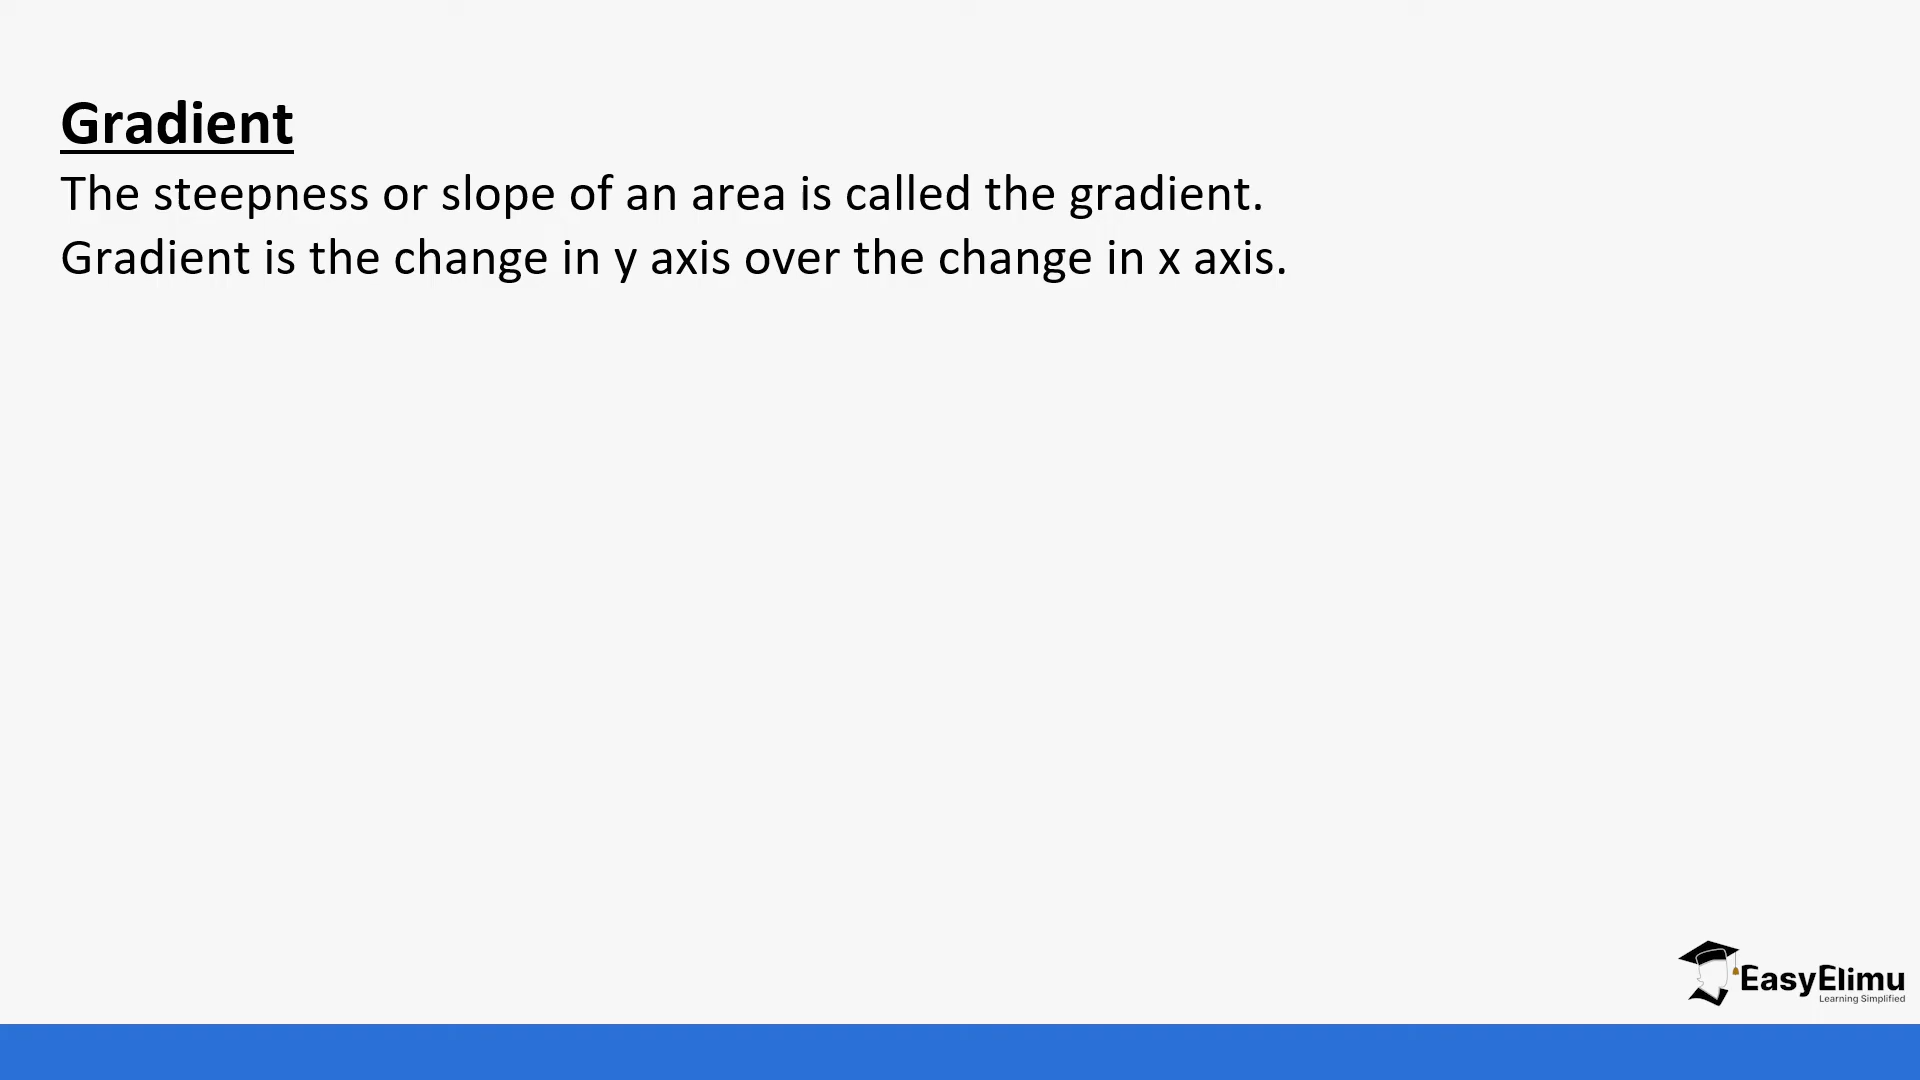 Gradient
The steepness or slope of an area is called the gradient.
Gradient is the change in y axis over the change in x axis.
EasyElimu
Learning Simplified